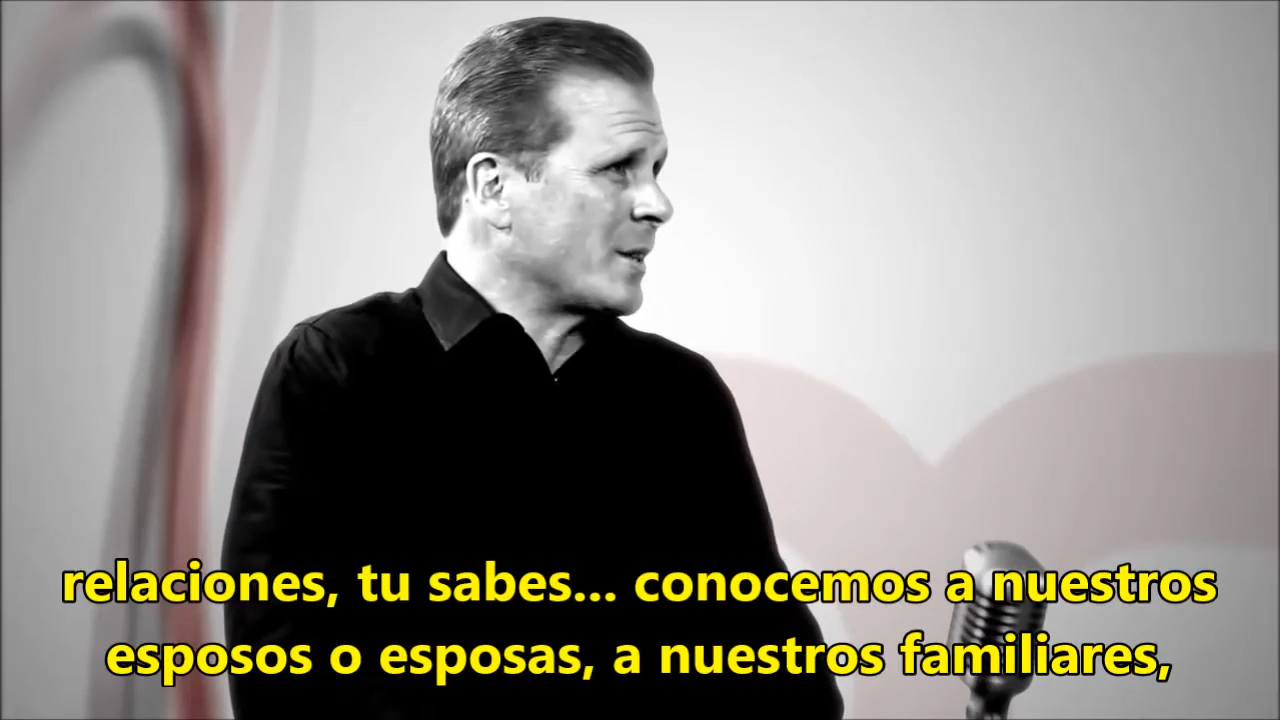 relaciones, tu sabes... conocemos a nuestros
esposos o esposas, a nuestros familiares,